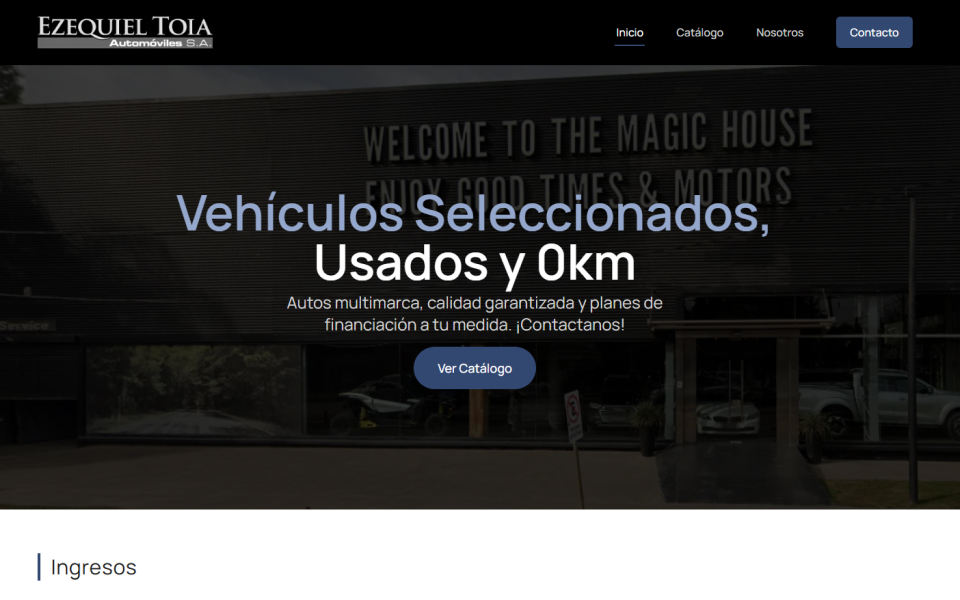 EZEQUIEL TOIA
Automóviles S.A.
Inicio
Catálogo
Nosotros
Contacto
WELCOME TO THE MAGIC HOUSE
ENJOY GOOD TIMES & MOTORS
Vehículos Seleccionados,
Usados y 0km
Autos multimarca, calidad garantizada y planes de
financiación a tu medida. ¡Contactanos!
Service
Ver Catálogo
Ingresos